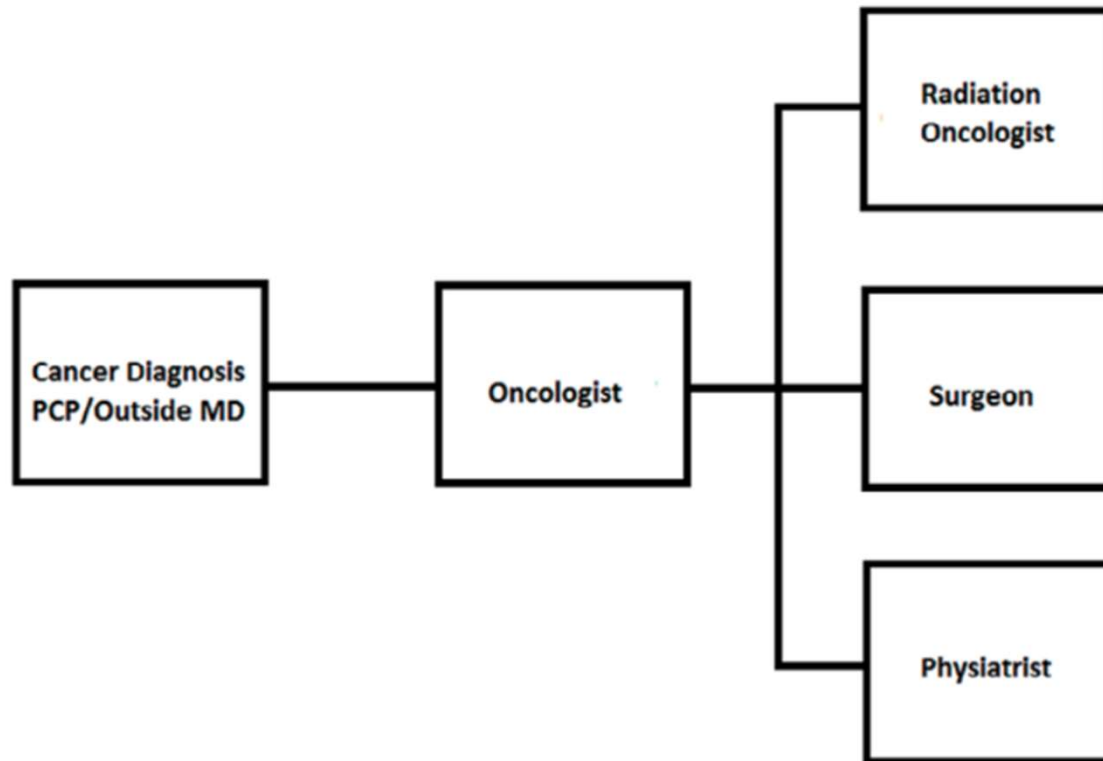 Radiation
Oncologist
Cancer Diagnosis
PCP/Outside MD
Oncologist
Surgeon
Physiatrist